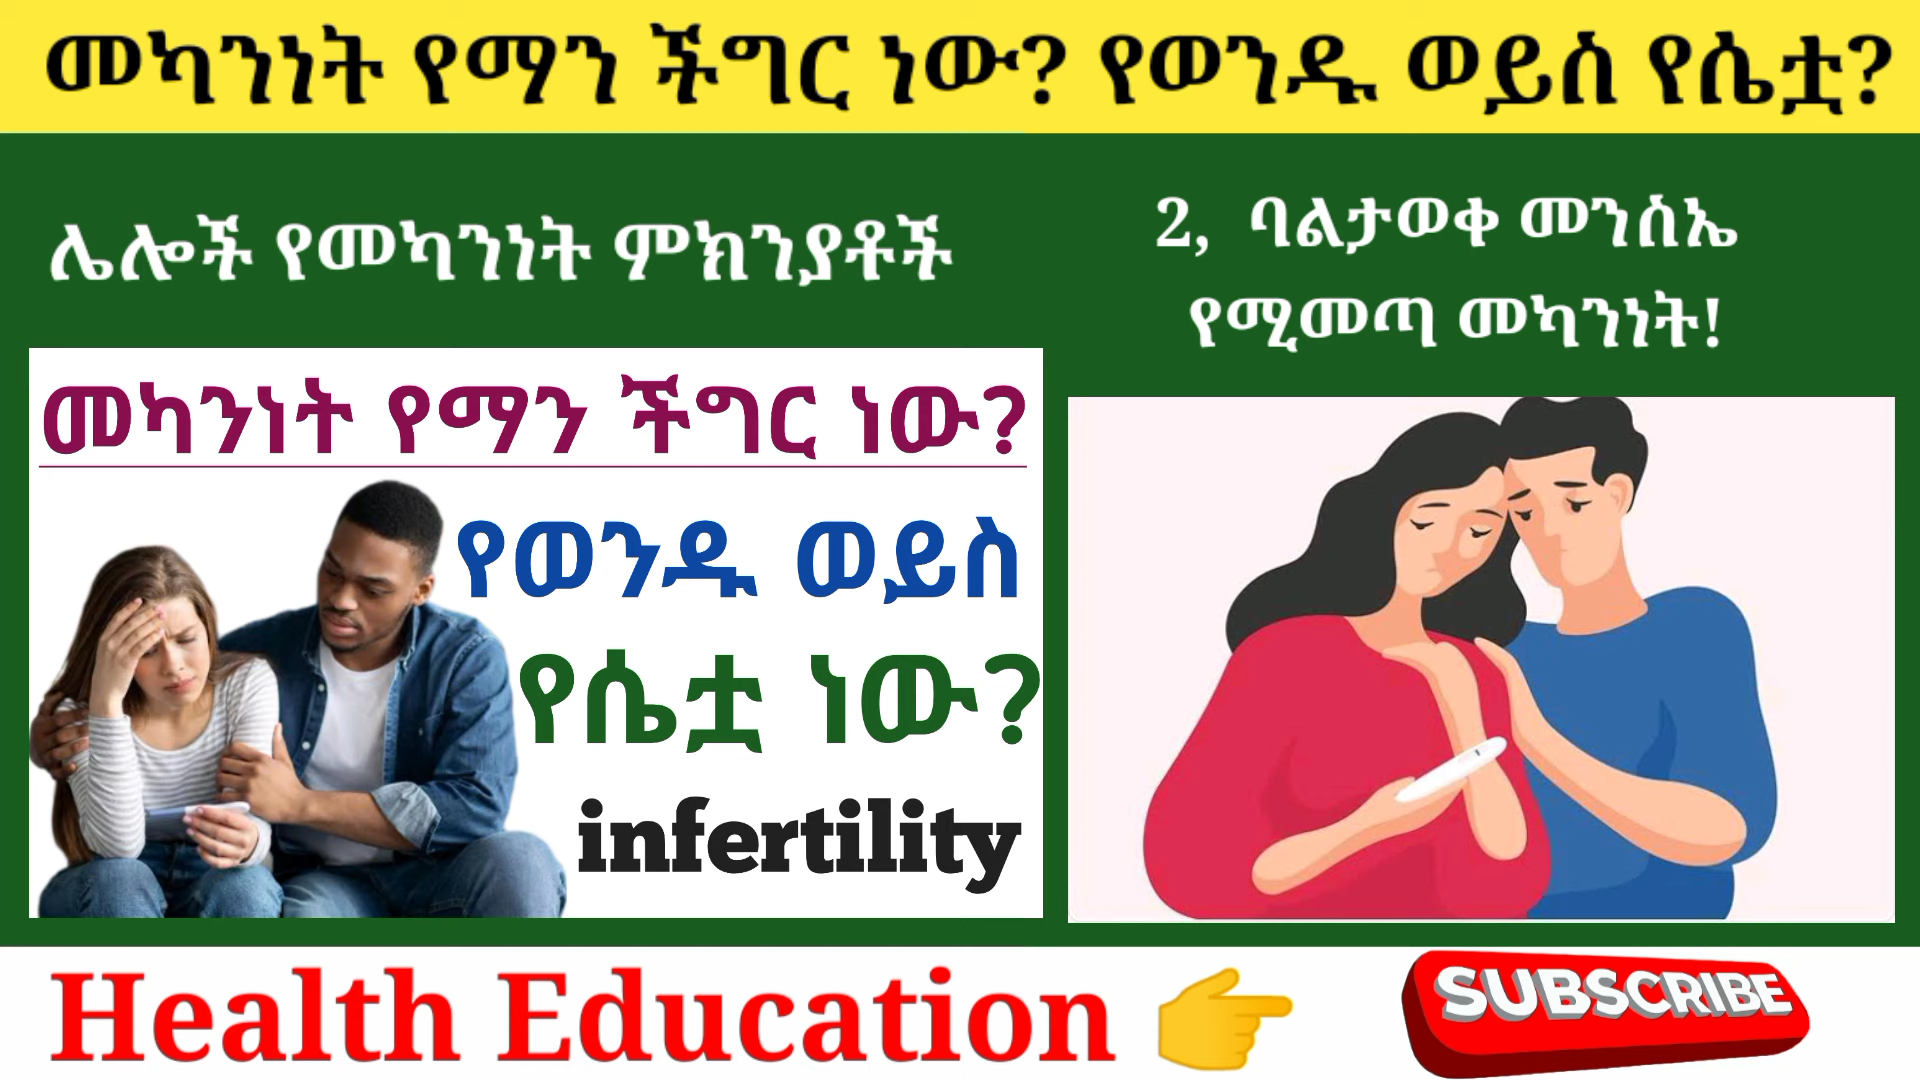 መካንነት የማን ችግር ነው? የወንዱ ወይስ የሴቷ?
ሌሎች የመካንነት ምክንያቶች
መካንነት የማን ችግር ነው?
የወንዱ ወይስ
የሴቷ ነው?
infertility
2, ባልታወቀ መንስኤ
የሚመጣ መካንነት!
Health Education 👉
SUBSCRIBE